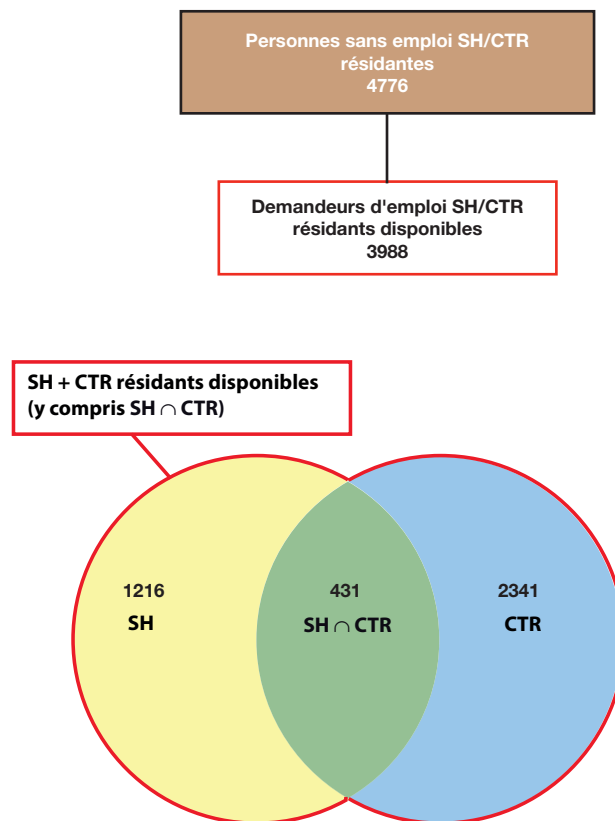 Personnes sans emploi SH/CTR
résidantes
4776
Demandeurs d'emploi SH/CTR
résidants disponibles
3988
SH + CTR résidants disponibles
(y compris SH ∩ CTR)
1216
SH
431
SH ∩ CTR
2341
CTR